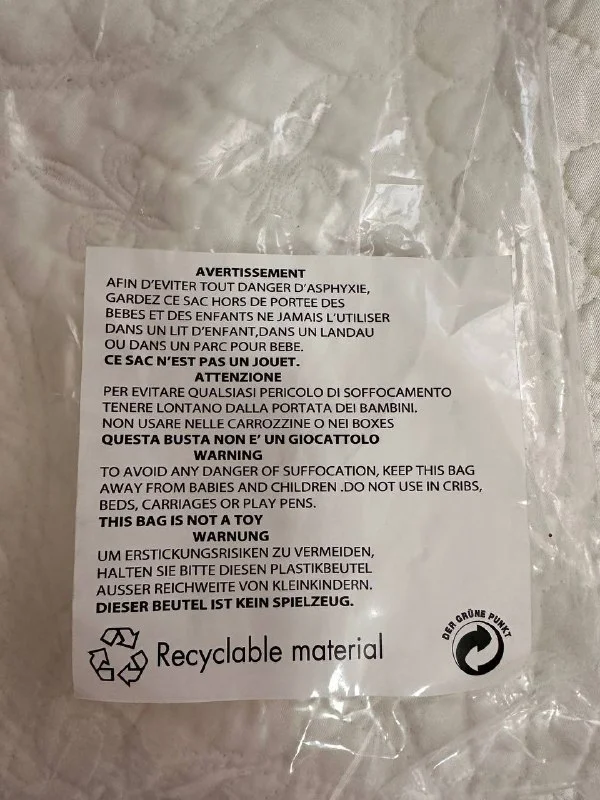 AVERTISSEMENT
AFIN D'EVITER TOUT DANGER D'ASPHYXIE,
GARDEZ CE SAC HORS DE PORTEE DES
BEBES ET DES ENFANTS NE JAMAIS L'UTILISER
DANS UN LIT D'ENFANT,DANS UN LANDAU
OU DANS UN PARC POUR BEBE.
CE SAC N'EST PAS UN JOUET.
ATTENZIONE
PER EVITARE QUALSIASI PERICOLO DI SOFFOCAMENTO
TENERE LONTANO DALLA PORTATA DEI BAMBINI.
NON USARE NELLE CARROZZINE O NEI BOXES
QUESTA BUSTA NON E' UN GIOCATTOLO
WARNING
TO AVOID ANY DANGER OF SUFFOCATION, KEEP THIS BAG
AWAY FROM BABIES AND CHILDREN .DO NOT USE IN CRIBS,
BEDS, CARRIAGES OR PLAY PENS.
THIS BAG IS NOT A TOY
WARNUNG
UM ERSTICKUNGSRISIKEN ZU VERMEIDEN,
HALTEN SIE BITTE DIESEN PLASTIKBEUTEL
AUSSER REICHWEITE VON KLEINKINDERN.
DIESER BEUTEL IST KEIN SPIELZEUG.
Recyclable material
DER GRÜNE PUNKT